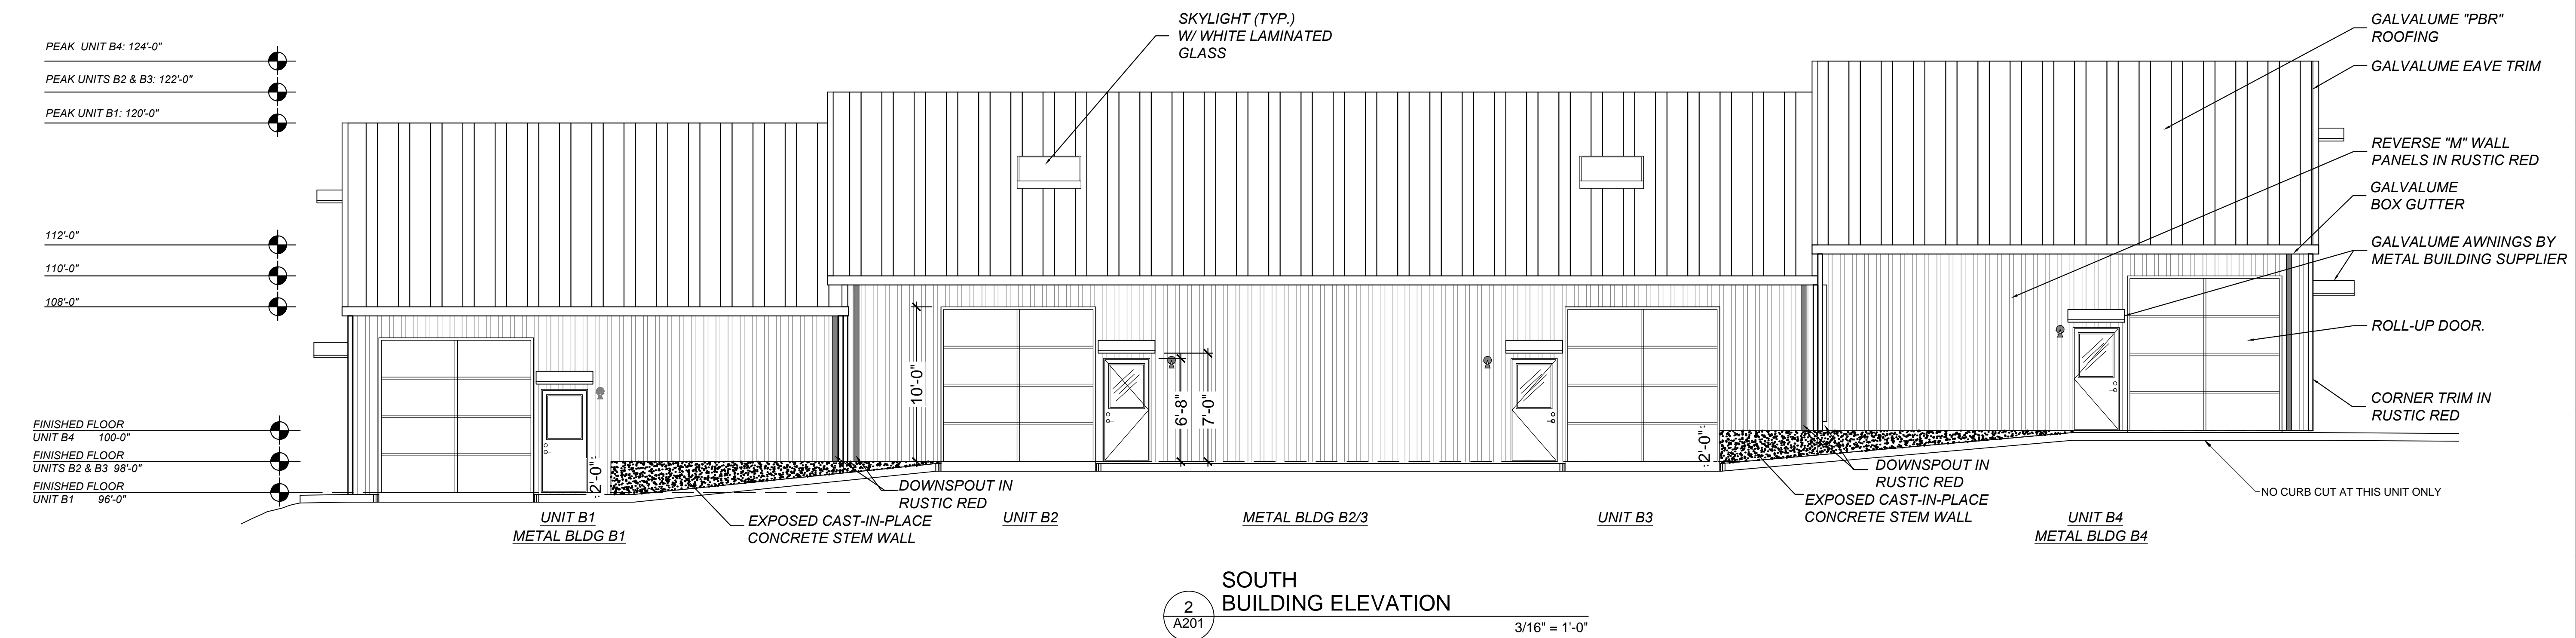 SKYLIGHT (TYP.)
W/ WHITE LAMINATED
GLASS
GALVALUME "PBR"
ROOFING
GALVALUME EAVE TRIM
REVERSE "M" WALL
PANELS IN RUSTIC RED
GALVALUME
BOX GUTTER
GALVALUME AWNINGS BY
METAL BUILDING SUPPLIER
ROLL-UP DOOR.
CORNER TRIM IN
RUSTIC RED
NO CURB CUT AT THIS UNIT ONLY
PEAK UNIT B4: 124'-0"
PEAK UNITS B2 & B3: 122'-0"
PEAK UNIT B1: 120'-0"
112'-0"
110'-0"
108'-0"
FINISHED FLOOR
UNIT B4 100-0"
FINISHED FLOOR
UNITS B2 & B3 98'-0"
FINISHED FLOOR
UNIT B1 96'-0"
2'-0"
10'-0"
6'-8"
7'-0"
2'-0"
DOWNSPOUT IN
RUSTIC RED
EXPOSED CAST-IN-PLACE
CONCRETE STEM WALL
DOWNSPOUT IN
RUSTIC RED
EXPOSED CAST-IN-PLACE
CONCRETE STEM WALL
UNIT B1
METAL BLDG B1
UNIT B2
METAL BLDG B2/3
UNIT B3
UNIT B4
METAL BLDG B4
2
A201
SOUTH
BUILDING ELEVATION
3/16" = 1'-0"